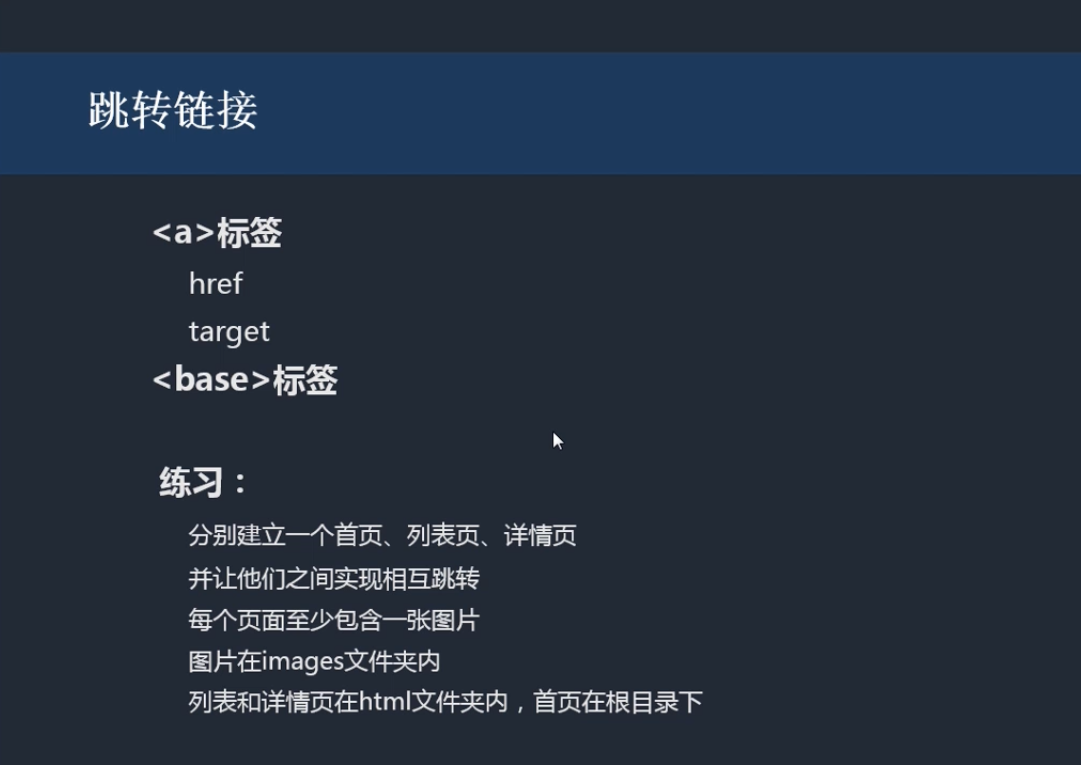 跳转链接
<a>标签
href
target
<base>标签
练习：
分别建立一个首页、列表页、详情页
并让他们之间实现相互跳转
每个页面至少包含一张图片
图片在images文件夹内
列表和详情页在html文件夹内，首页在根目录下